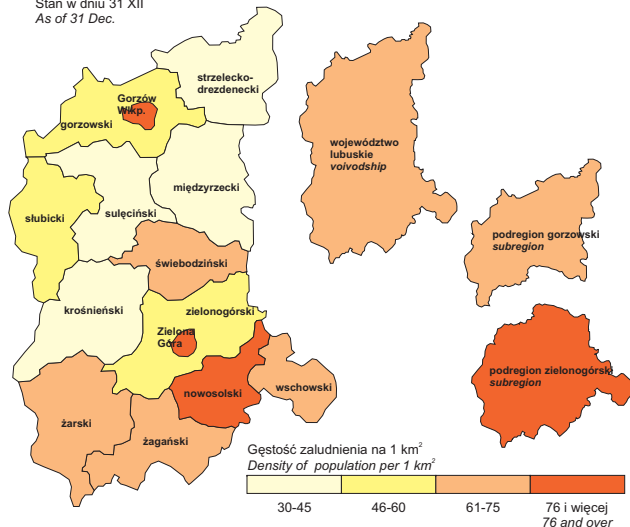 Stan w dniu 31 XII
As of 31 Dec.
strzelecko-
drezdenecki
Gorzów
Wlkp.
gorzowski
województwo
lubuskie
voivodship
międzyrzecki
słubicki
sulęciński
podregion gorzowski
subregion
świebodziński
krośnieński
zielonogórski
Zielona
Góra
podregion zielonogórski
subregion
nowosolski
wschowski
żarski
żagański
Gęstość zaludnienia na 1 km²
Density of population per 1 km²
30-45 46-60 61-75 76 i więcej
76 and over